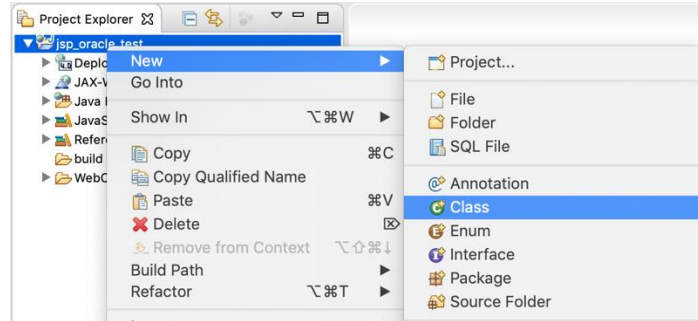 Project Explorer
jsp_oracle_test
New
Project...
Go Into
File
Folder
Show In ⌥⌘W
SQL File
Copy ⌘C
Annotation
Copy Qualified Name
Class
Paste ⌘V
Enum
Delete ⌦
Interface
Remove from Context ⌥⇧⌘↓
Package
Build Path
Source Folder
Refactor ⌥⌘T
Deplo
JAX-W
Java
JavaS
Refere
build
WebC